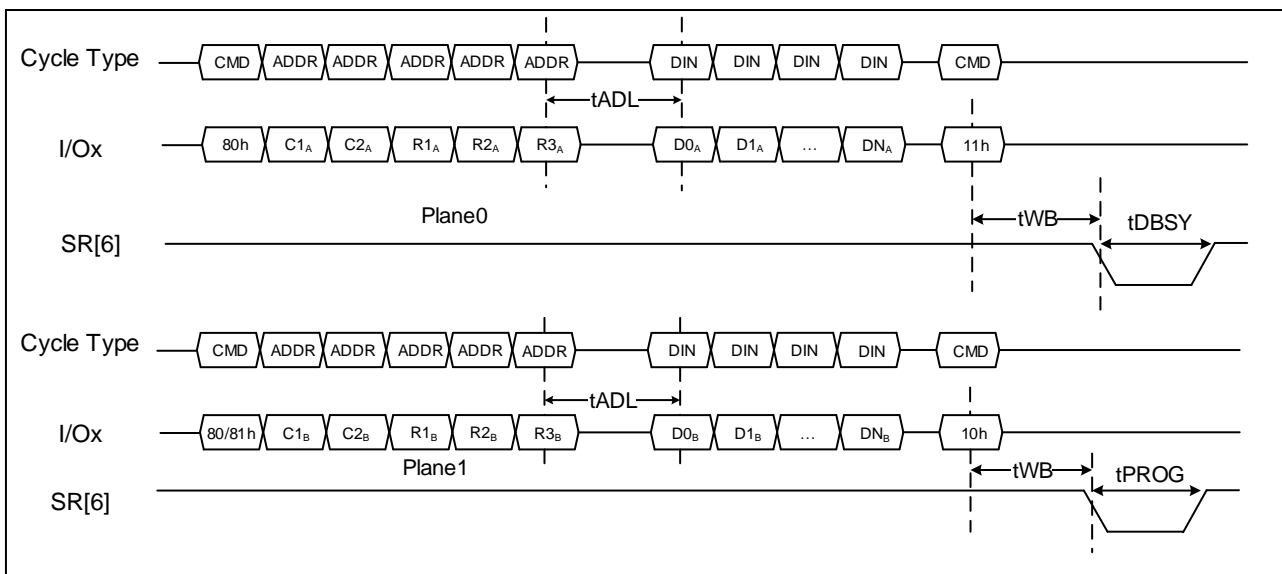 Cycle Type CMD ADDR ADDR ADDR ADDR ADDR DIN DIN DIN DIN CMD
tADL
I/Ox 80h C1A C2A R1A R2A R3A D0A D1A ... DNA 11h
Plane0
tWB tDBSY
SR[6]
Cycle Type CMD ADDR ADDR ADDR ADDR ADDR DIN DIN DIN DIN CMD
tADL
I/Ox 80/81h C1B C2B R1B R2B R3B D0B D1B ... DNB 10h
Plane1
tWB tPROG
SR[6]